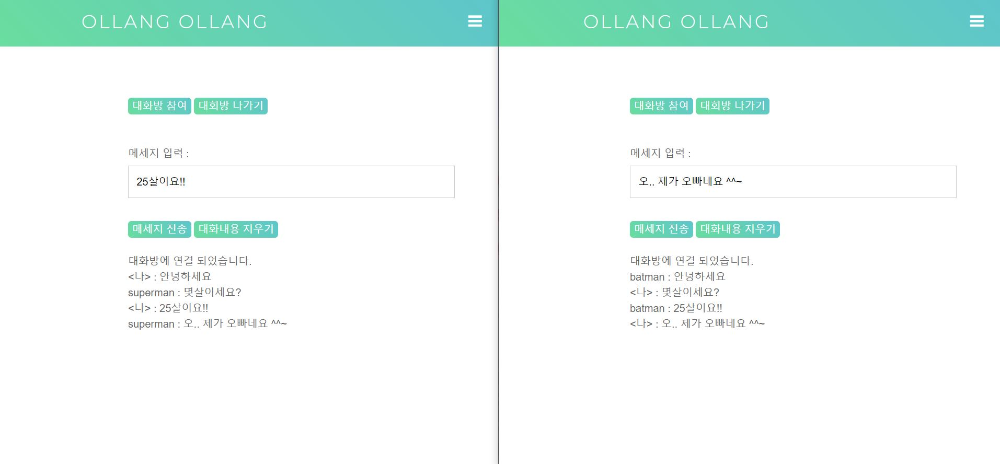 OLLANG OLLANG
대화방 참여 대회방 나가기
메세지 입력 :
25살이요!!
메세지 전송 대화내용 지우기
대화방에 연결 되었습니다.
<나> : 안녕하세요
superman : 몇살이세요?
<나> : 25살이요!!
superman : 오.. 제가 오빠네요 ^^~
OLLANG OLLANG
대화방 참여 대회방 나가기
메세지 입력 :
오.. 제가 오빠네요 ^^~
메세지 전송 대화내용 지우기
대화방에 연결 되었습니다.
batman : 안녕하세요
<나> : 몇살이세요?
batman : 25살이요!!
<나> : 오.. 제가 오빠네요 ^^~